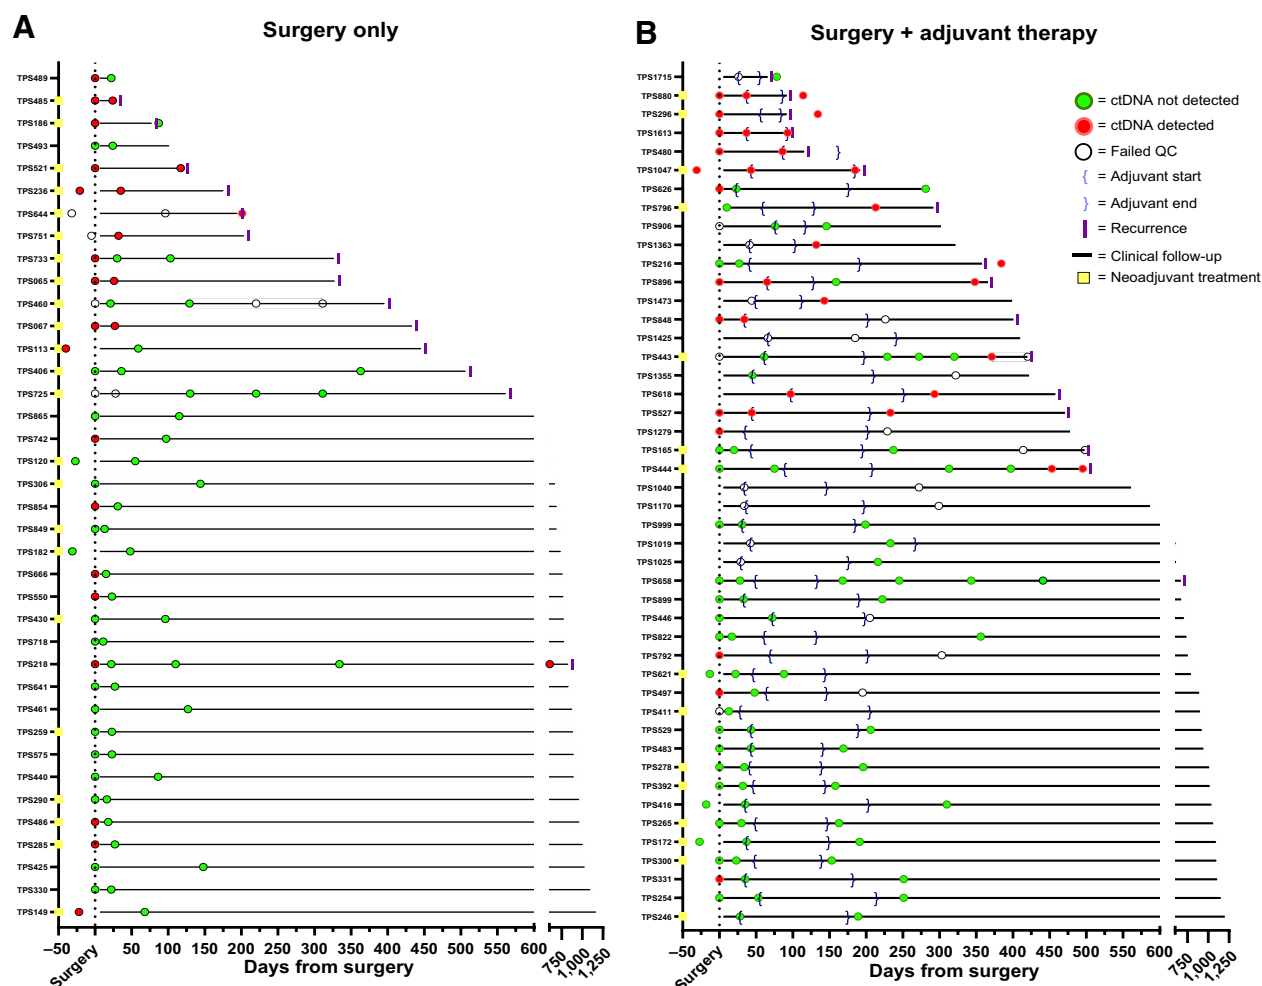 A
Surgery only
TPS489
TPS485
TPS186
TPS493
TPS521
TPS236
TPS644
TPS751
TPS733
TPS065
TPS460
TPS067
TPS113
TPS406
TPS725
TPS865
TPS742
TPS120
TPS306
TPS854
TPS849
TPS182
TPS666
TPS550
TPS430
TPS718
TPS218
TPS641
TPS461
TPS259
TPS575
TPS440
TPS290
TPS486
TPS285
TPS425
TPS330
TPS149
–50 Surgery 50 100 150 200 250 300 350 400 450 500 550 600 750 1,000 1,250
Days from surgery
B
Surgery + adjuvant therapy
TPS1715
TPS880
TPS296
TPS1613
TPS480
TPS1047
TPS626
TPS796
TPS906
TPS1363
TPS216
TPS896
TPS1473
TPS848
TPS1425
TPS443
TPS1355
TPS618
TPS527
TPS1279
TPS165
TPS444
TPS1040
TPS1170
TPS999
TPS1019
TPS1025
TPS658
TPS899
TPS446
TPS822
TPS792
TPS621
TPS497
TPS411
TPS529
TPS483
TPS278
TPS392
TPS416
TPS265
TPS172
TPS300
TPS331
TPS254
TPS246
–50 Surgery 50 100 150 200 250 300 350 400 450 500 550 600 750 1,000 1,250
Days from surgery
= ctDNA not detected
= ctDNA detected
= Failed QC
{ = Adjuvant start
} = Adjuvant end
= Recurrence
= Clinical follow-up
= Neoadjuvant treatment